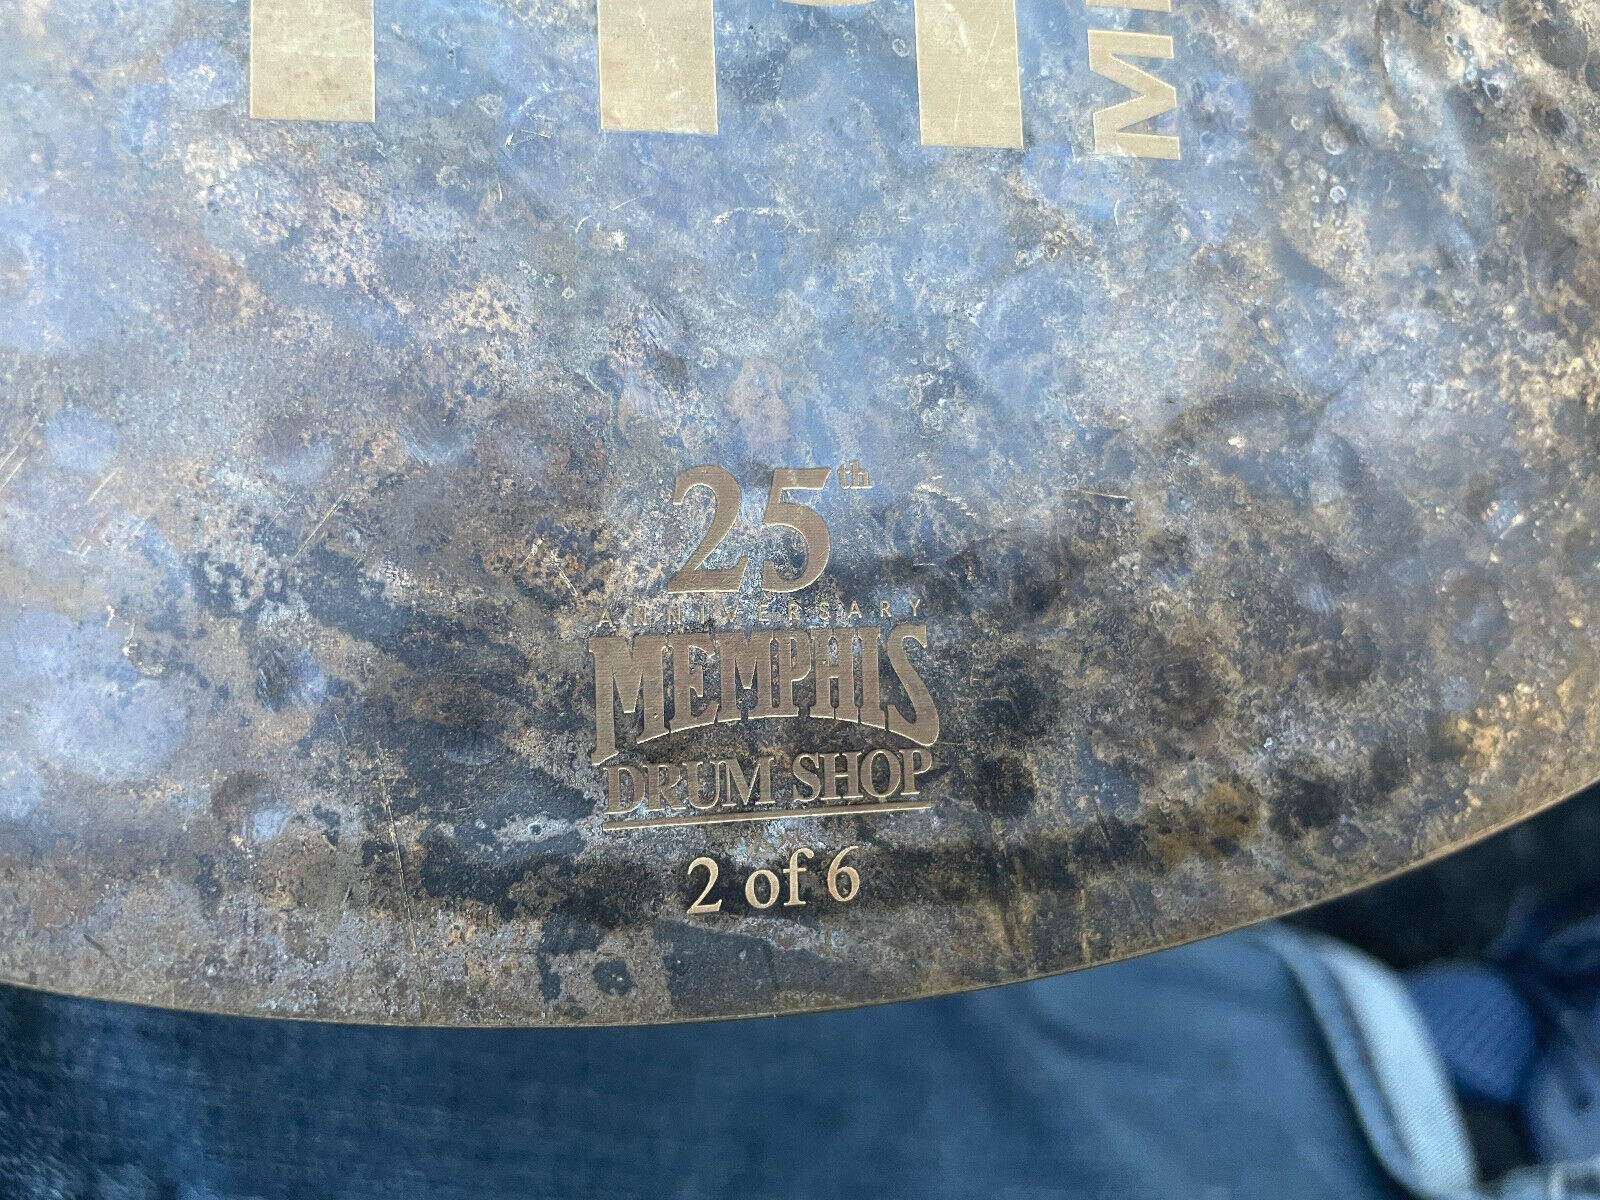 25th
ANNIVERSARY
MEMPHIS
DRUM SHOP
2 of 6